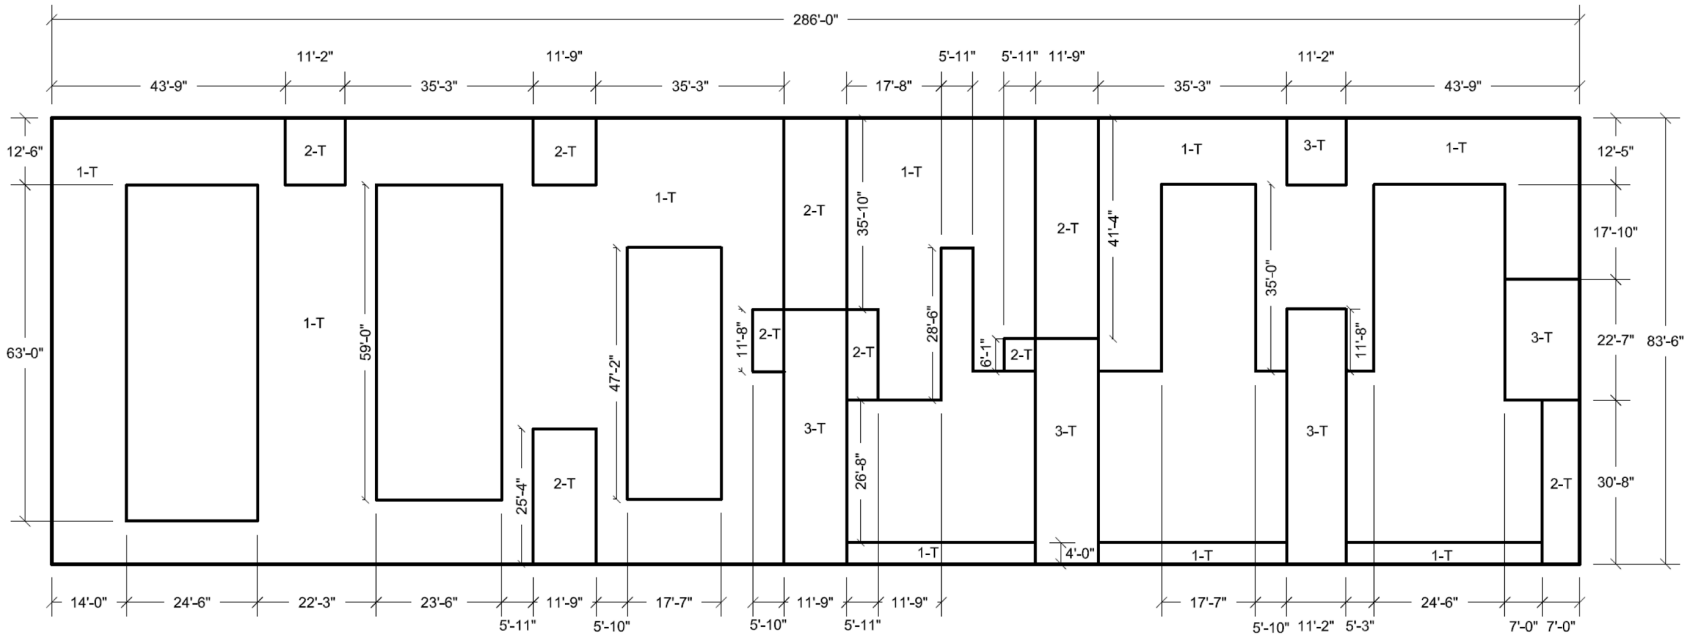 286'-0"
11'-2" 11'-9" 5'-11" 5'-11" 11'-9" 11'-2"
43'-9" 35'-3" 35'-3" 17'-8" 35'-3" 43'-9"
12'-6" 2-T 2-T 1-T 3-T 1-T 12'-5"
1-T 1-T
1-T 2-T 35'-10" 2-T 41'-4" 17'-10"
35'-0"
1-T 28'-6"
63'-0" 59'-0" 11'-8" 2-T 2-T 6'-1" 2-T 11'-8" 3-T 22'-7" 83'-6"
47'-2"
3-T 3-T 3-T
25'-4" 2-T 26'-8" 2-T 30'-8"
1-T 4'-0" 1-T 1-T
14'-0" 24'-6" 22'-3" 23'-6" 11'-9" 17'-7" 11'-9" 11'-9" 17'-7" 24'-6"
5'-11" 5'-10" 5'-10" 5'-11" 5'-10" 11'-2" 5'-3" 7'-0" 7'-0"